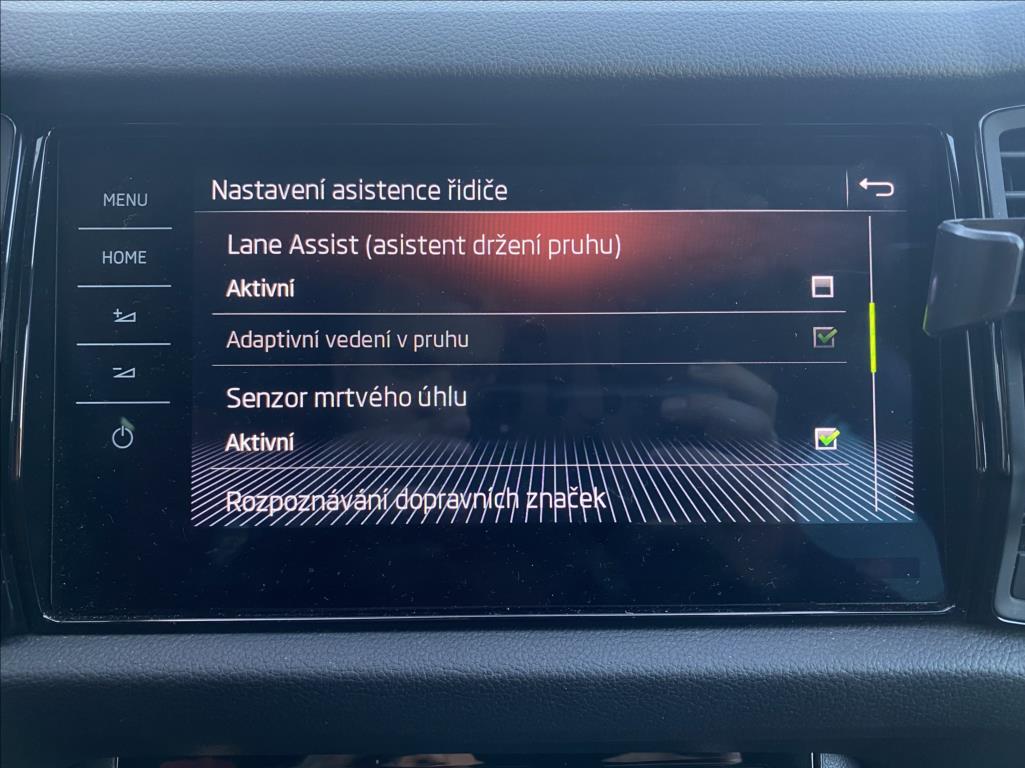 Nastavení asistence řidiče
MENU
HOME
Lane Assist (asistent držení pruhu)
Aktivní
Adaptivní vedení v pruhu
Senzor mrtvého úhlu
Aktivní
Rozpoznávání dopravních značek